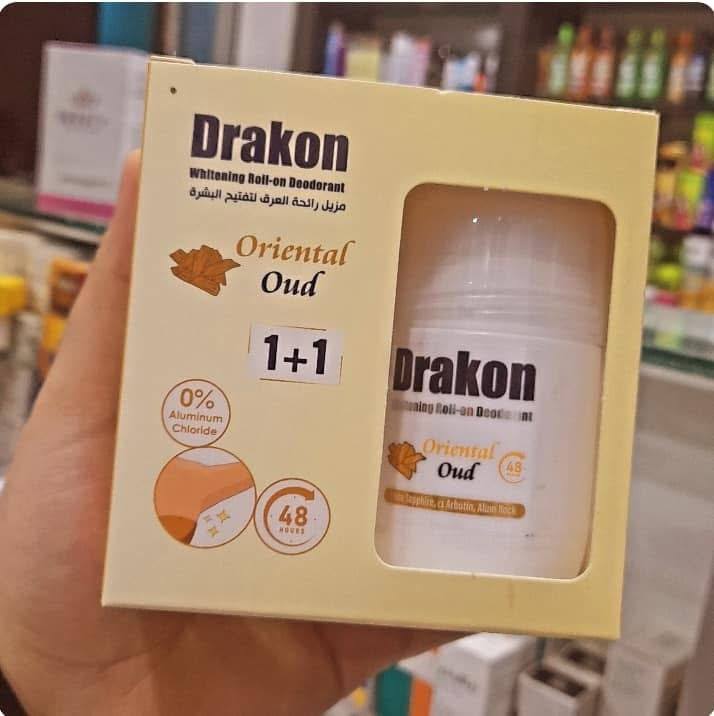 Drakon
Whitening Roll-on Deodorant
مزيل رائحة العرق لتفتيح البشرة
Oriental
Oud
1+1
0%
Aluminum
Chloride
48
HOURS
Drakon
Roll-on Deodorant
Oriental
Oud
48
Sapphire, α Arbutin, Alum Rock